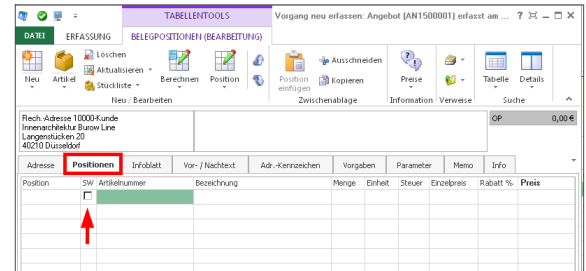 TABELLENTOOLS Vorgang neu erfassen: Angebot (AN1500001) erfasst am ... ?
DATEI ERFASSUNG BELEGPOSITIONEN (BEARBEITUNG)
Neu Artikel Löschen Aktualisieren Stückliste Berechnen Position Position einfügen Ausschneiden Kopieren Preise Tabelle Details
Neu / Bearbeiten Zwischenablage Information Verweise Suche
Rech.-Adresse 10000-Kunde OP 0,00 €
Innenarchitektur Burow Line
Langenstücken 20
40210 Düsseldorf
Adresse Positionen Infoblatt Vor- / Nachtext Adr.-Kennzeichen Vorgaben Parameter Memo Info
Position SW Artikelnummer Bezeichnung Menge Einheit Steuer Einzelpreis Rabatt % Preis